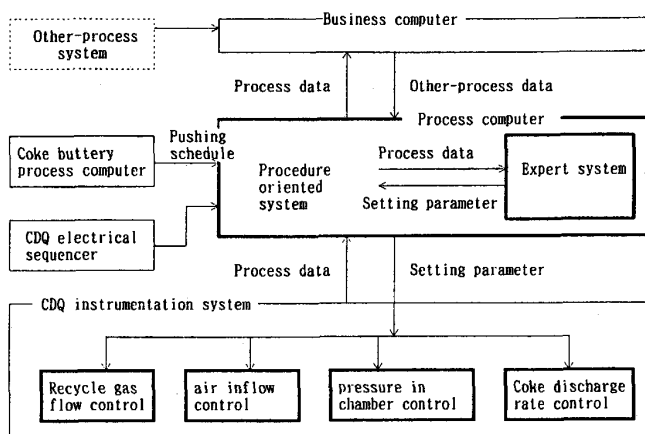 Business computer
Other-process
system
Process data
Other-process data
Process computer
Pushing
schedule
Coke buttery
process computer
Procedure
oriented
system
Process data
Setting parameter
Expert system
CDQ electrical
sequencer
Process data
Setting parameter
CDQ instrumentation system
Recycle gas
flow control
air inflow
control
pressure in
chamber control
Coke discharge
rate control